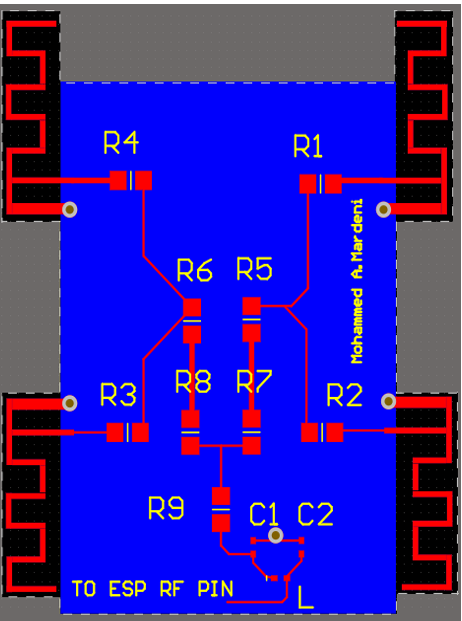 R4
R1
Mohammed A.Mardeni
R6
R5
R8
R7
R3
R2
R9
C1
C2
TO ESP RF PIN
L